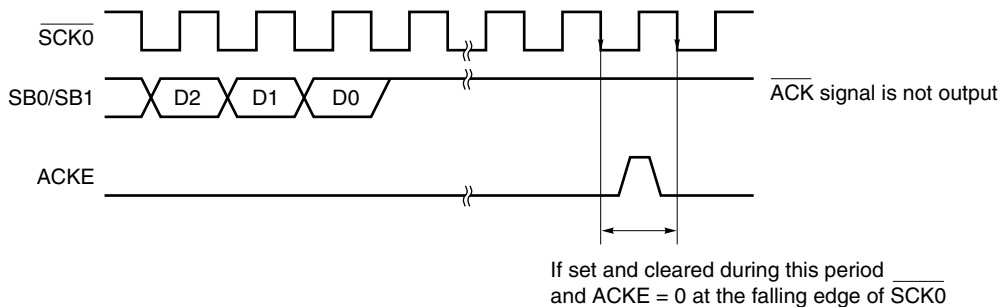 SCK0
SB0/SB1
D2
D1
D0
ACK signal is not output
ACKE
If set and cleared during this period
and ACKE = 0 at the falling edge of SCK0